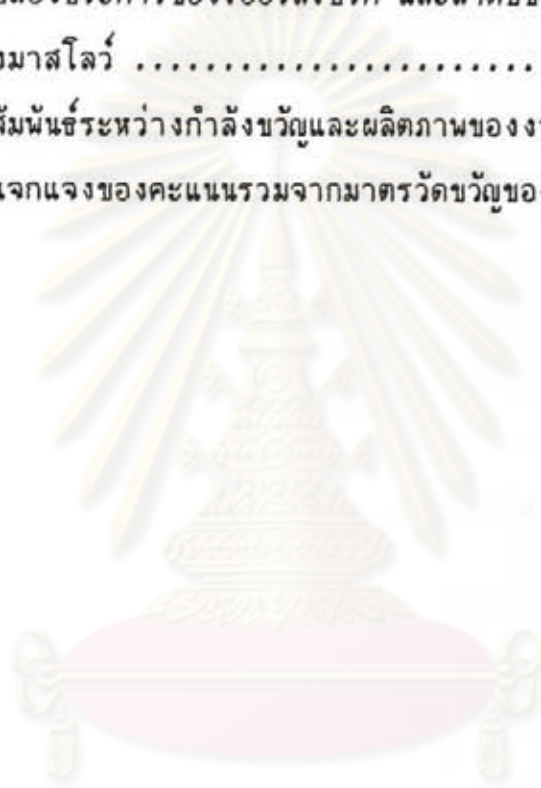 งมาสโลว์ ........................
สัมพันธ์ระหว่างกำลังขวัญและผลิตภาพของง
แจกแจงของคะแนนรวมจากมาตรวัดขวัญขอ